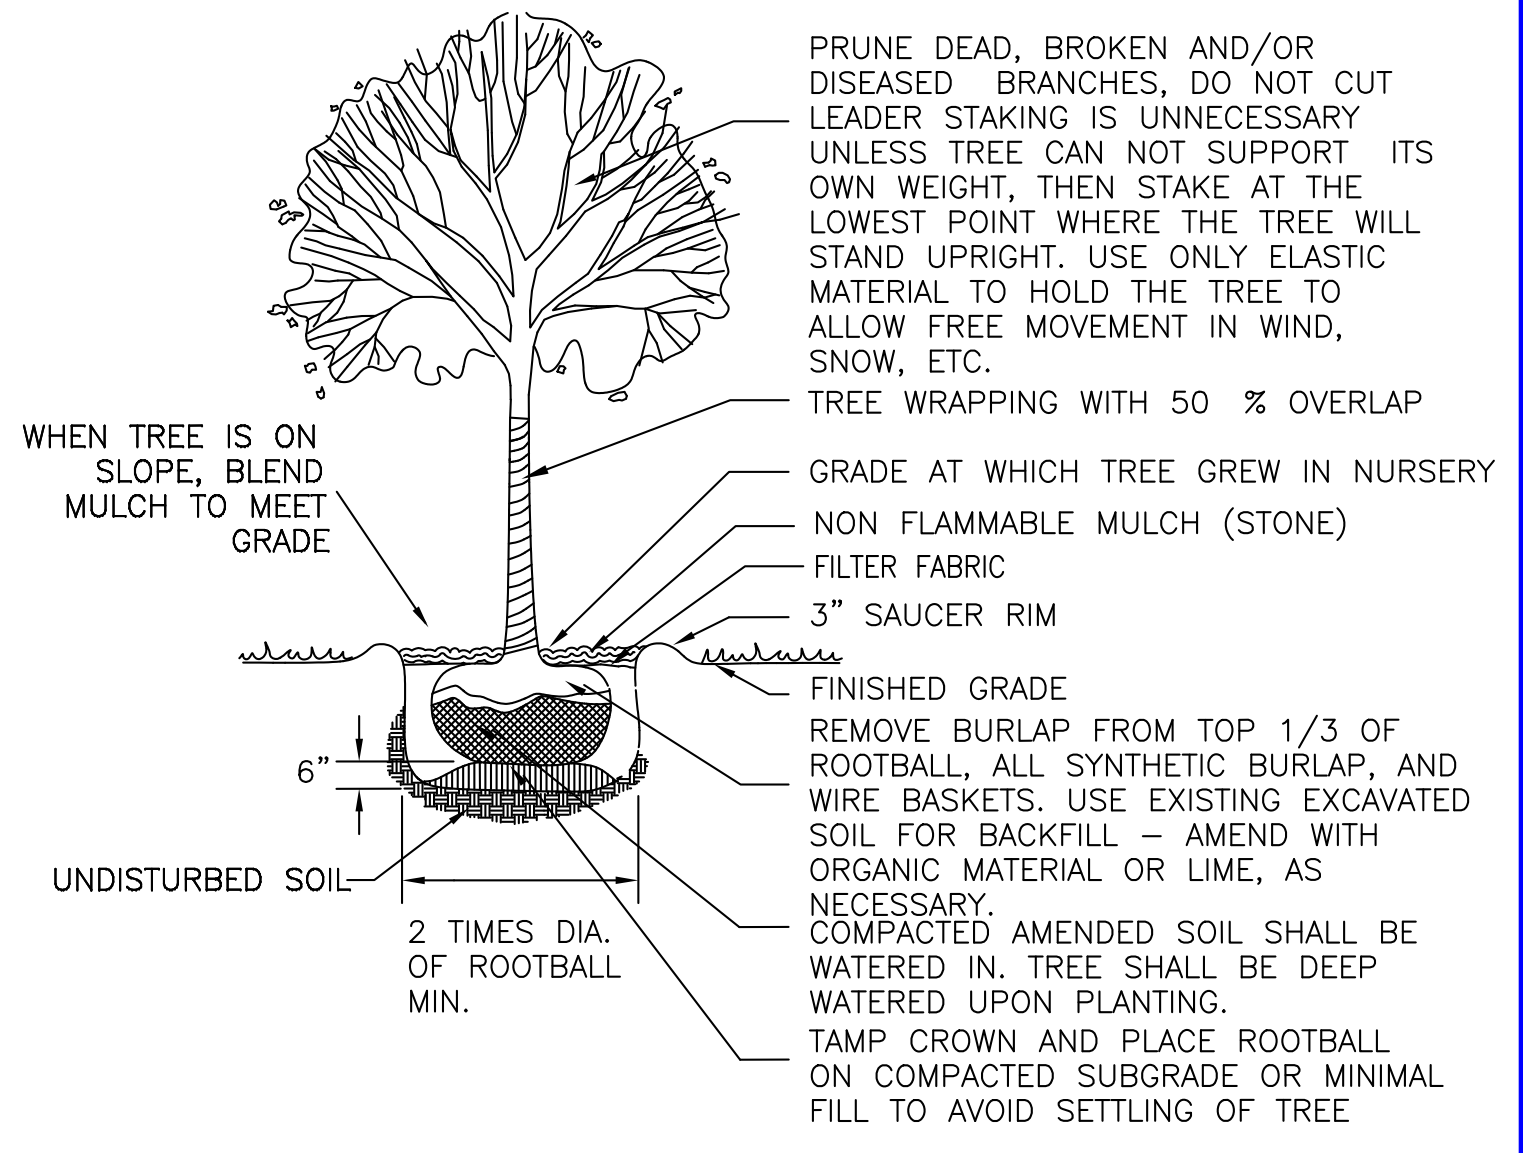 PRUNE DEAD, BROKEN AND/OR
DISEASED BRANCHES, DO NOT CUT
LEADER STAKING IS UNNECESSARY
UNLESS TREE CAN NOT SUPPORT ITS
OWN WEIGHT, THEN STAKE AT THE
LOWEST POINT WHERE THE TREE WILL
STAND UPRIGHT. USE ONLY ELASTIC
MATERIAL TO HOLD THE TREE TO
ALLOW FREE MOVEMENT IN WIND,
SNOW, ETC.
TREE WRAPPING WITH 50 % OVERLAP
WHEN TREE IS ON
SLOPE, BLEND
MULCH TO MEET
GRADE
GRADE AT WHICH TREE GREW IN NURSERY
NON FLAMMABLE MULCH (STONE)
FILTER FABRIC
3” SAUCER RIM
FINISHED GRADE
REMOVE BURLAP FROM TOP 1/3 OF
ROOTBALL, ALL SYNTHETIC BURLAP, AND
WIRE BASKETS. USE EXISTING EXCAVATED
SOIL FOR BACKFILL – AMEND WITH
ORGANIC MATERIAL OR LIME, AS
NECESSARY.
6”
UNDISTURBED SOIL
2 TIMES DIA.
OF ROOTBALL
MIN.
COMPACTED AMENDED SOIL SHALL BE
WATERED IN. TREE SHALL BE DEEP
WATERED UPON PLANTING.
TAMP CROWN AND PLACE ROOTBALL
ON COMPACTED SUBGRADE OR MINIMAL
FILL TO AVOID SETTLING OF TREE